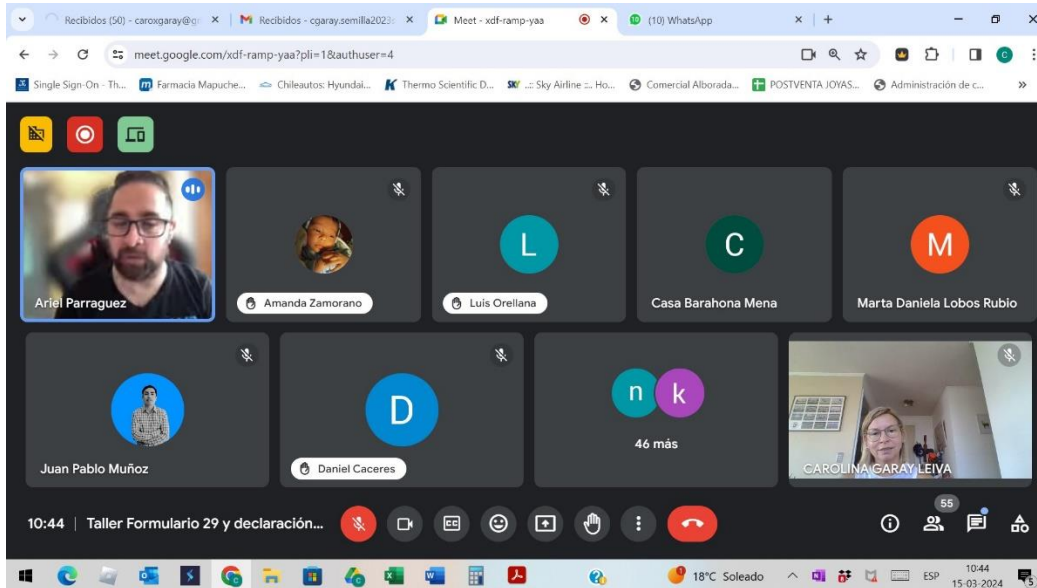 Recibidos (50) - caroxgaray@g
Recibidos - cgaray.semilla2023
Meet - xdf-ramp-yaa
(10) WhatsApp
meet.google.com/xdf-ramp-yaa?pli=1&authuser=4
C
Single Sign-On - Th...
Farmacia Mapuche...
Chileautos: Hyundai...
Thermo Scientific D...
SKY
..:: Sky Airline ::.. Ho...
Comercial Alborada...
POSTVENTA JOYAS...
Administración de c...
Ariel Parraguez
Amanda Zamorano
L
Luis Orellana
C
Casa Barahona Mena
M
Marta Daniela Lobos Rubio
Juan Pablo Muñoz
D
Daniel Caceres
n k
46 más
CAROLINA GARAY LEIVA
10:44 | Taller Formulario 29 y declaración...
CC
55
18°C Soleado
ESP
10:44
15-03-2024
5